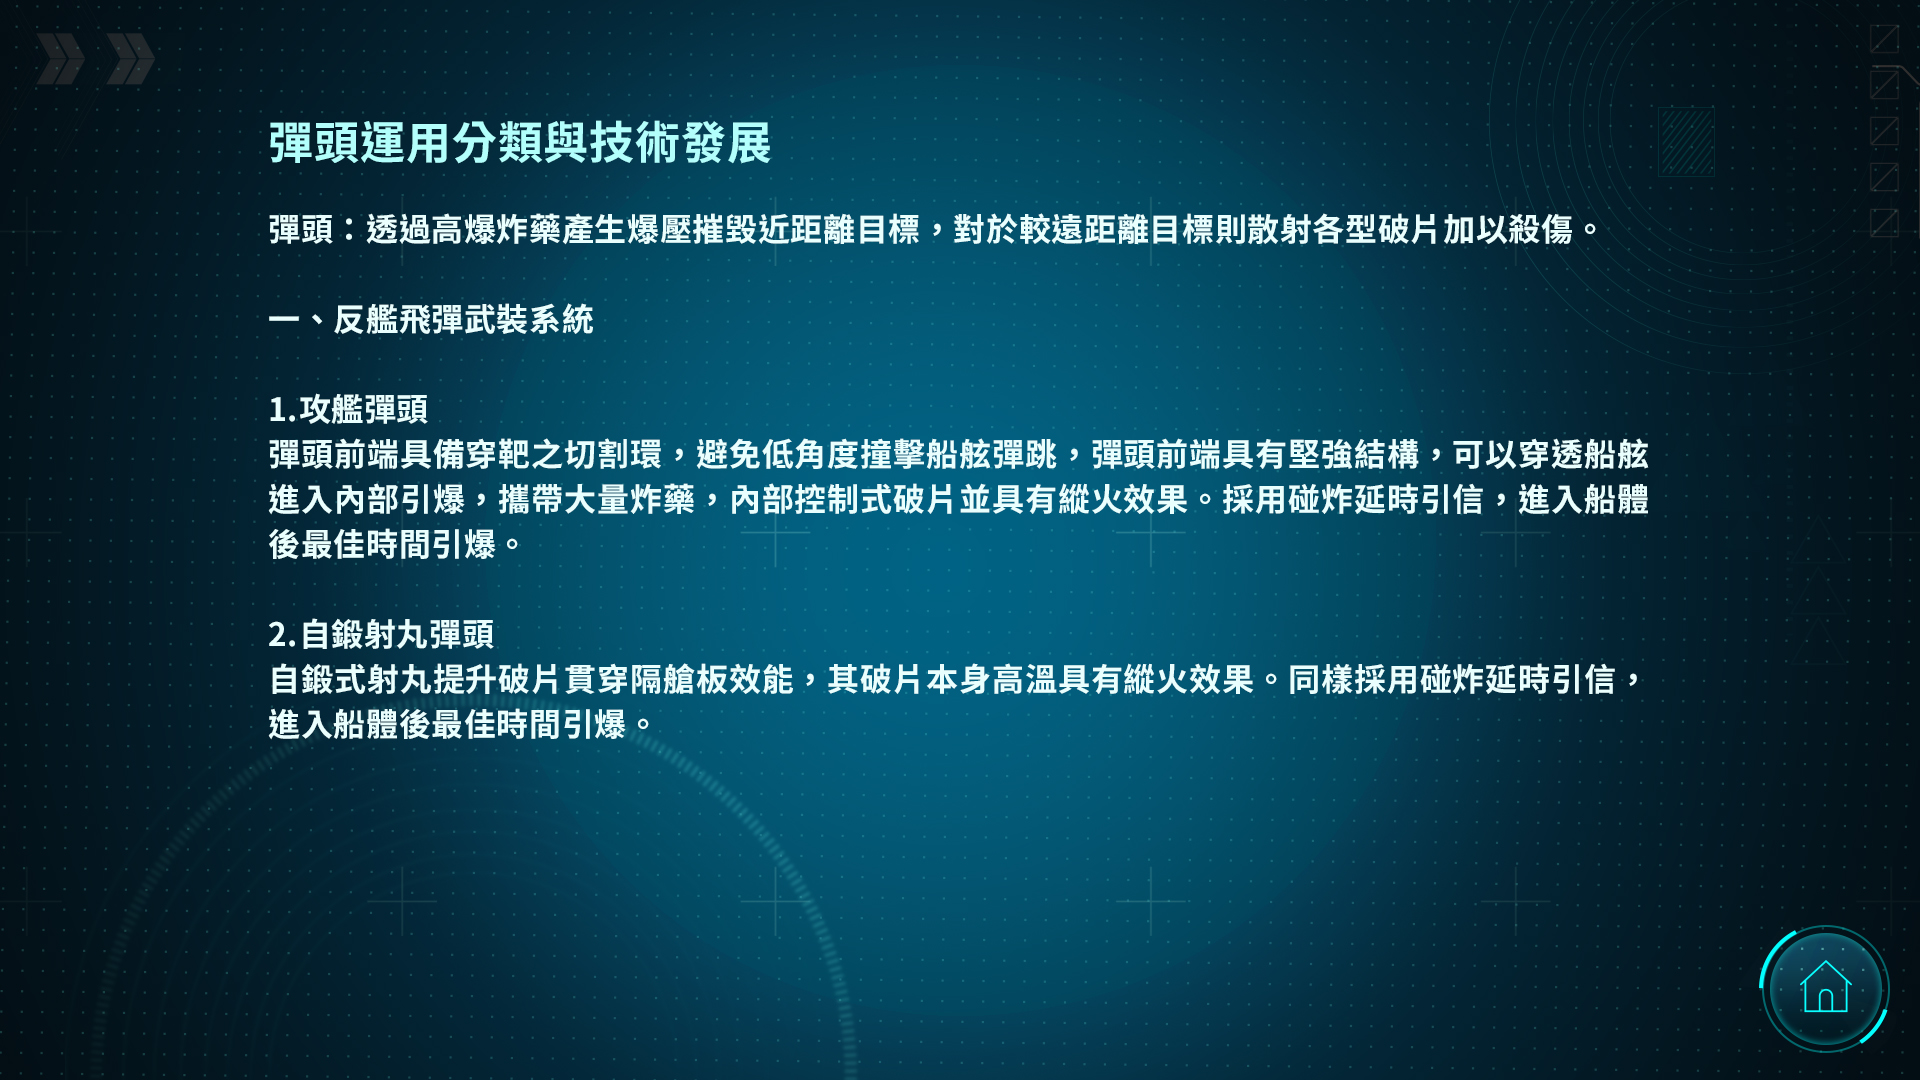 彈頭運用分類與技術發展
彈頭：透過高爆炸藥產生爆壓摧毀近距離目標，對於較遠距離目標則散射各型破片加以殺傷。
一、反艦飛彈武裝系統
1.攻艦彈頭
彈頭前端具備穿靶之切割環，避免低角度撞擊船舷彈跳，彈頭前端具有堅強結構，可以穿透船舷
進入內部引爆，攜帶大量炸藥，內部控制式破片並具有縱火效果。採用碰炸延時引信，進入船體
後最佳時間引爆。
2.自鍛射丸彈頭
自鍛式射丸提升破片貫穿隔艙板效能，其破片本身高溫具有縱火效果。同樣採用碰炸延時引信，
進入船體後最佳時間引爆。